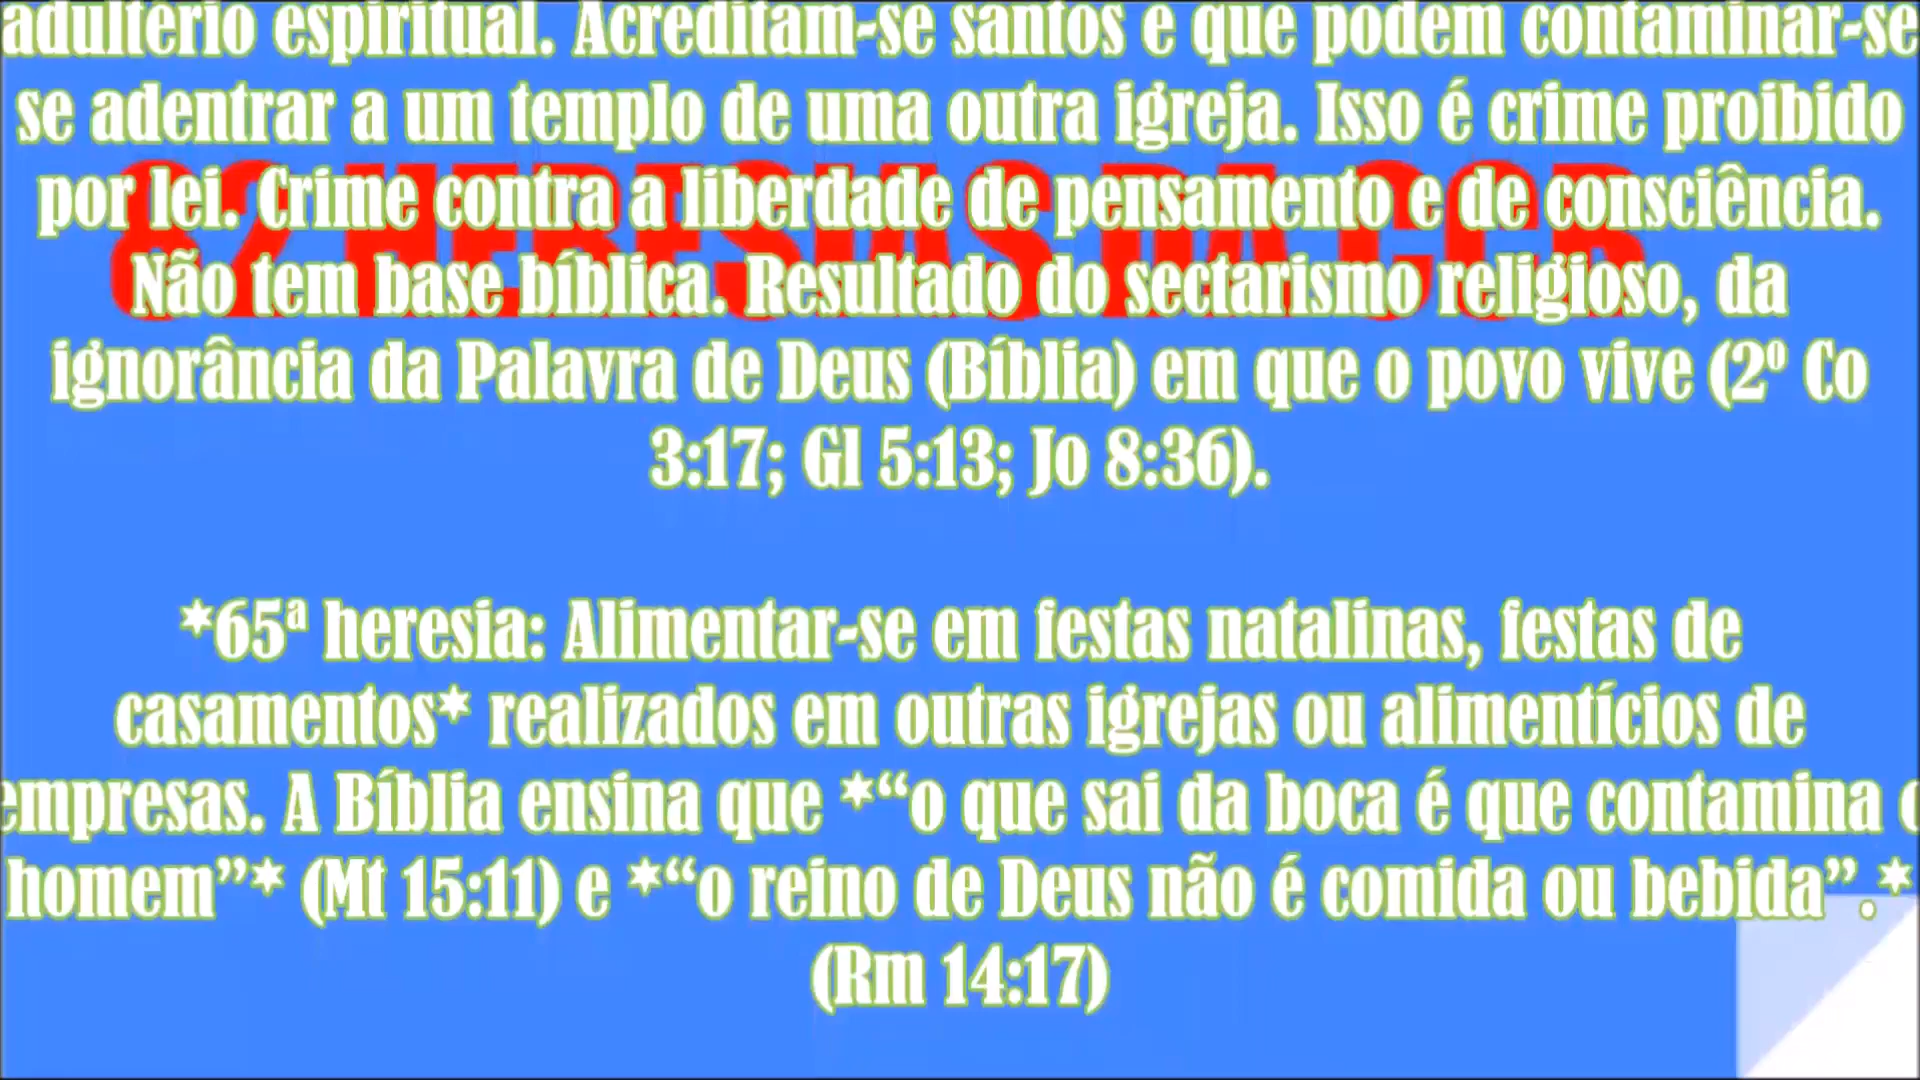 adultério espiritual. Acreditam-se santos e que podem contaminar-se
se adentrar a um templo de uma outra igreja. Isso é crime proibido
por lei. Crime contra a liberdade de pensamento e de consciência.
82 HERESIAS DA CCB
Não tem base bíblica. Resultado do sectarismo religioso, da
ignorância da Palavra de Deus (Bíblia) em que o povo vive (2º Co
3:17; Gl 5:13; Jo 8:36).
*65ª heresia: Alimentar-se em festas natalinas, festas de
casamentos* realizados em outras igrejas ou alimentícios de
empresas. A Bíblia ensina que *“o que sai da boca é que contamina o
homem”* (Mt 15:11) e *“o reino de Deus não é comida ou bebida”.*
(Rm 14:17)